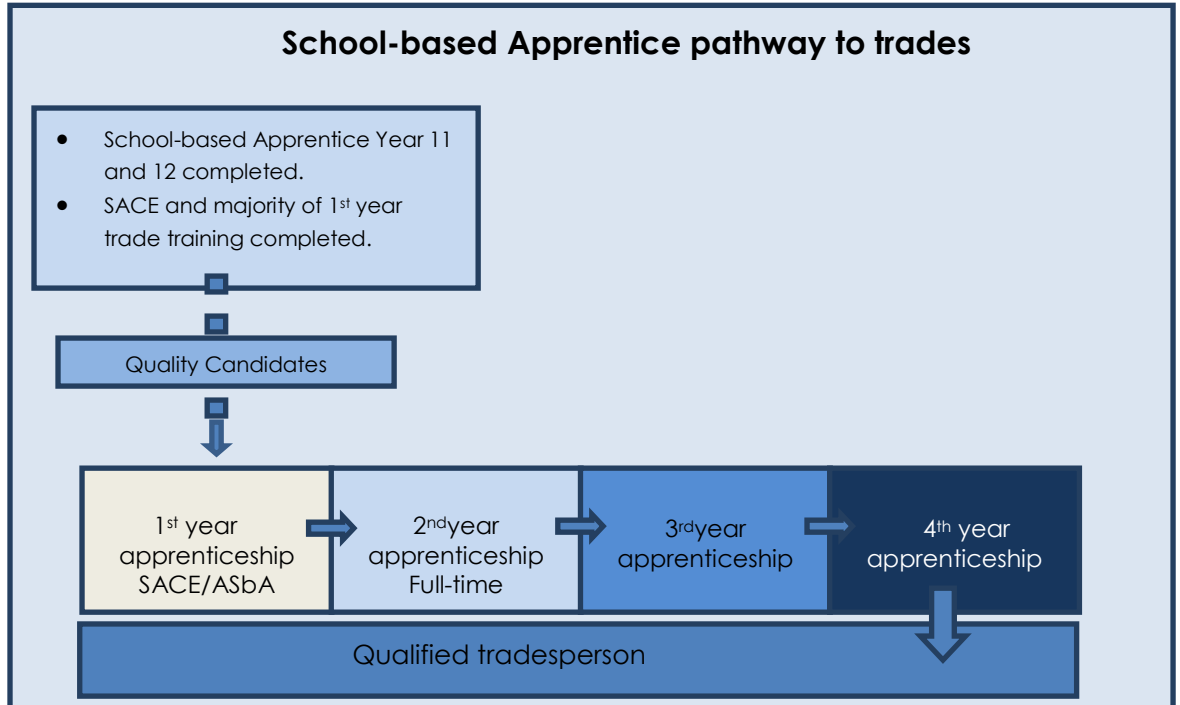 School-based Apprentice pathway to trades
● School-based Apprentice Year 11
and 12 completed.
● SACE and majority of 1st year
trade training completed.
Quality Candidates
1st year
apprenticeship
SACE/ASbA
2ndyear
apprenticeship
Full-time
3rdyear
apprenticeship
4th year
apprenticeship
Qualified tradesperson